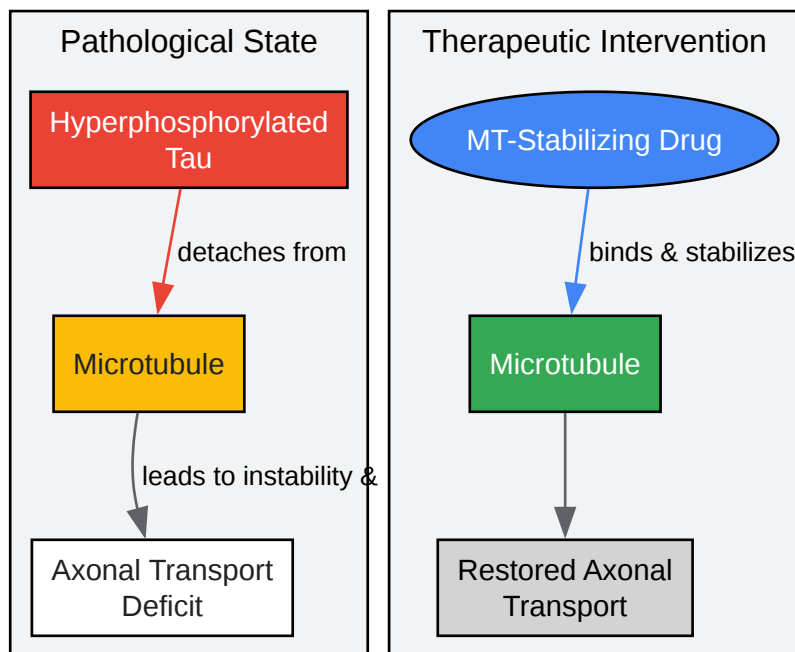 Pathological State
Hyperphosphorylated
Tau
detaches from
Microtubule
leads to instability &
Axonal Transport
Deficit
Therapeutic Intervention
MT-Stabilizing Drug
binds & stabilizes
Microtubule
Restored Axonal
Transport